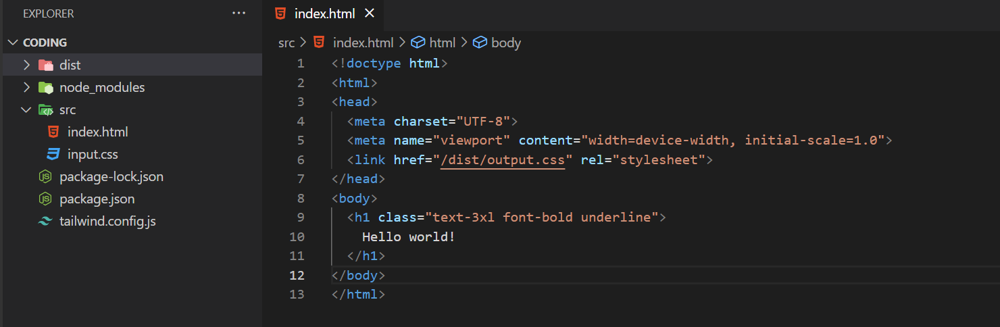 EXPLORER ···
CODING
dist
node_modules
src
index.html
input.css
package-lock.json
package.json
tailwind.config.js
index.html ×
src > index.html > html > body
1 <!doctype html>
2 <html>
3 <head>
4   <meta charset="UTF-8">
5   <meta name="viewport" content="width=device-width, initial-scale=1.0">
6   <link href="/dist/output.css" rel="stylesheet">
7 </head>
8 <body>
9   <h1 class="text-3xl font-bold underline">
10     Hello world!
11   </h1>
12 </body>
13 </html>